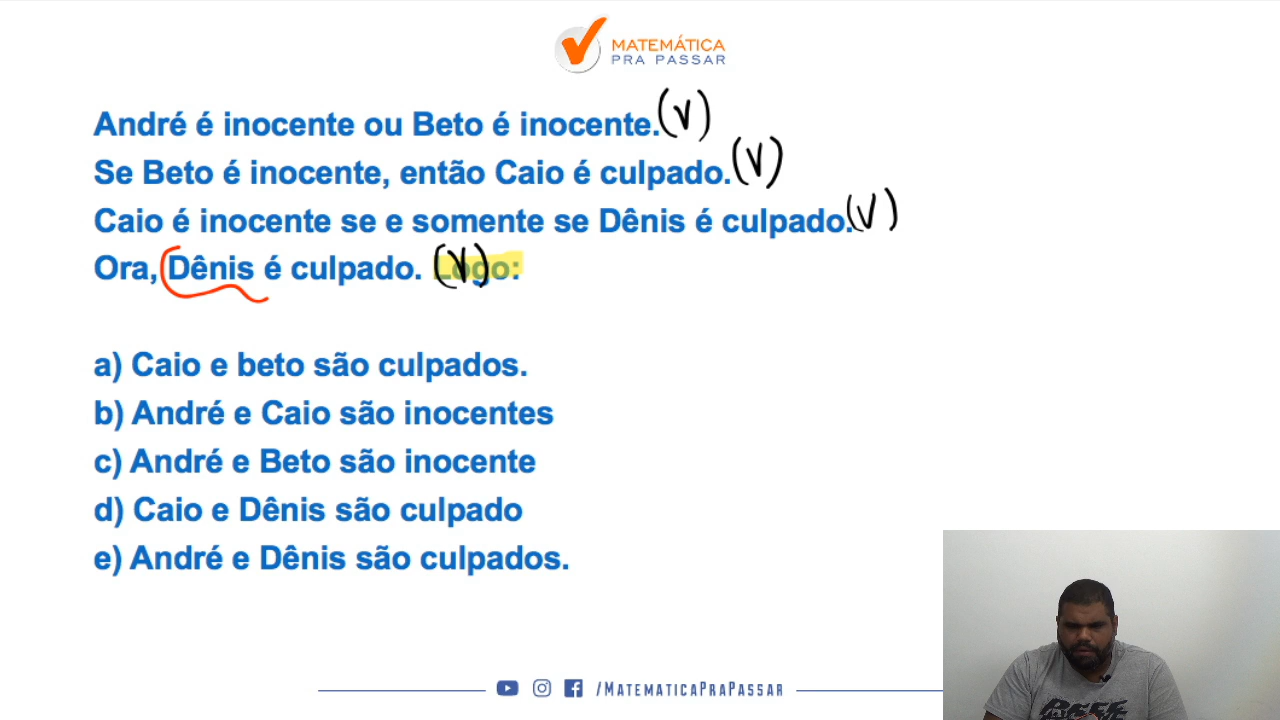 MATEMÁTICA
PRA PASSAR
André é inocente ou Beto é inocente. (V)
Se Beto é inocente, então Caio é culpado. (V)
Caio é inocente se e somente se Dênis é culpado. (V)
Ora, Dênis é culpado. (V) Logo:
a) Caio e beto são culpados.
b) André e Caio são inocentes
c) André e Beto são inocente
d) Caio e Dênis são culpado
e) André e Dênis são culpados.
/MATEMATICAPRAPASSAR